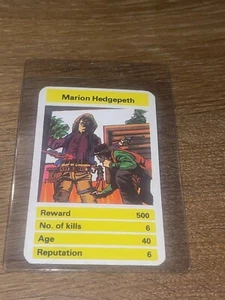 Marion Hedgepeth
Reward 500
No. of kills 6
Age 40
Reputation 6